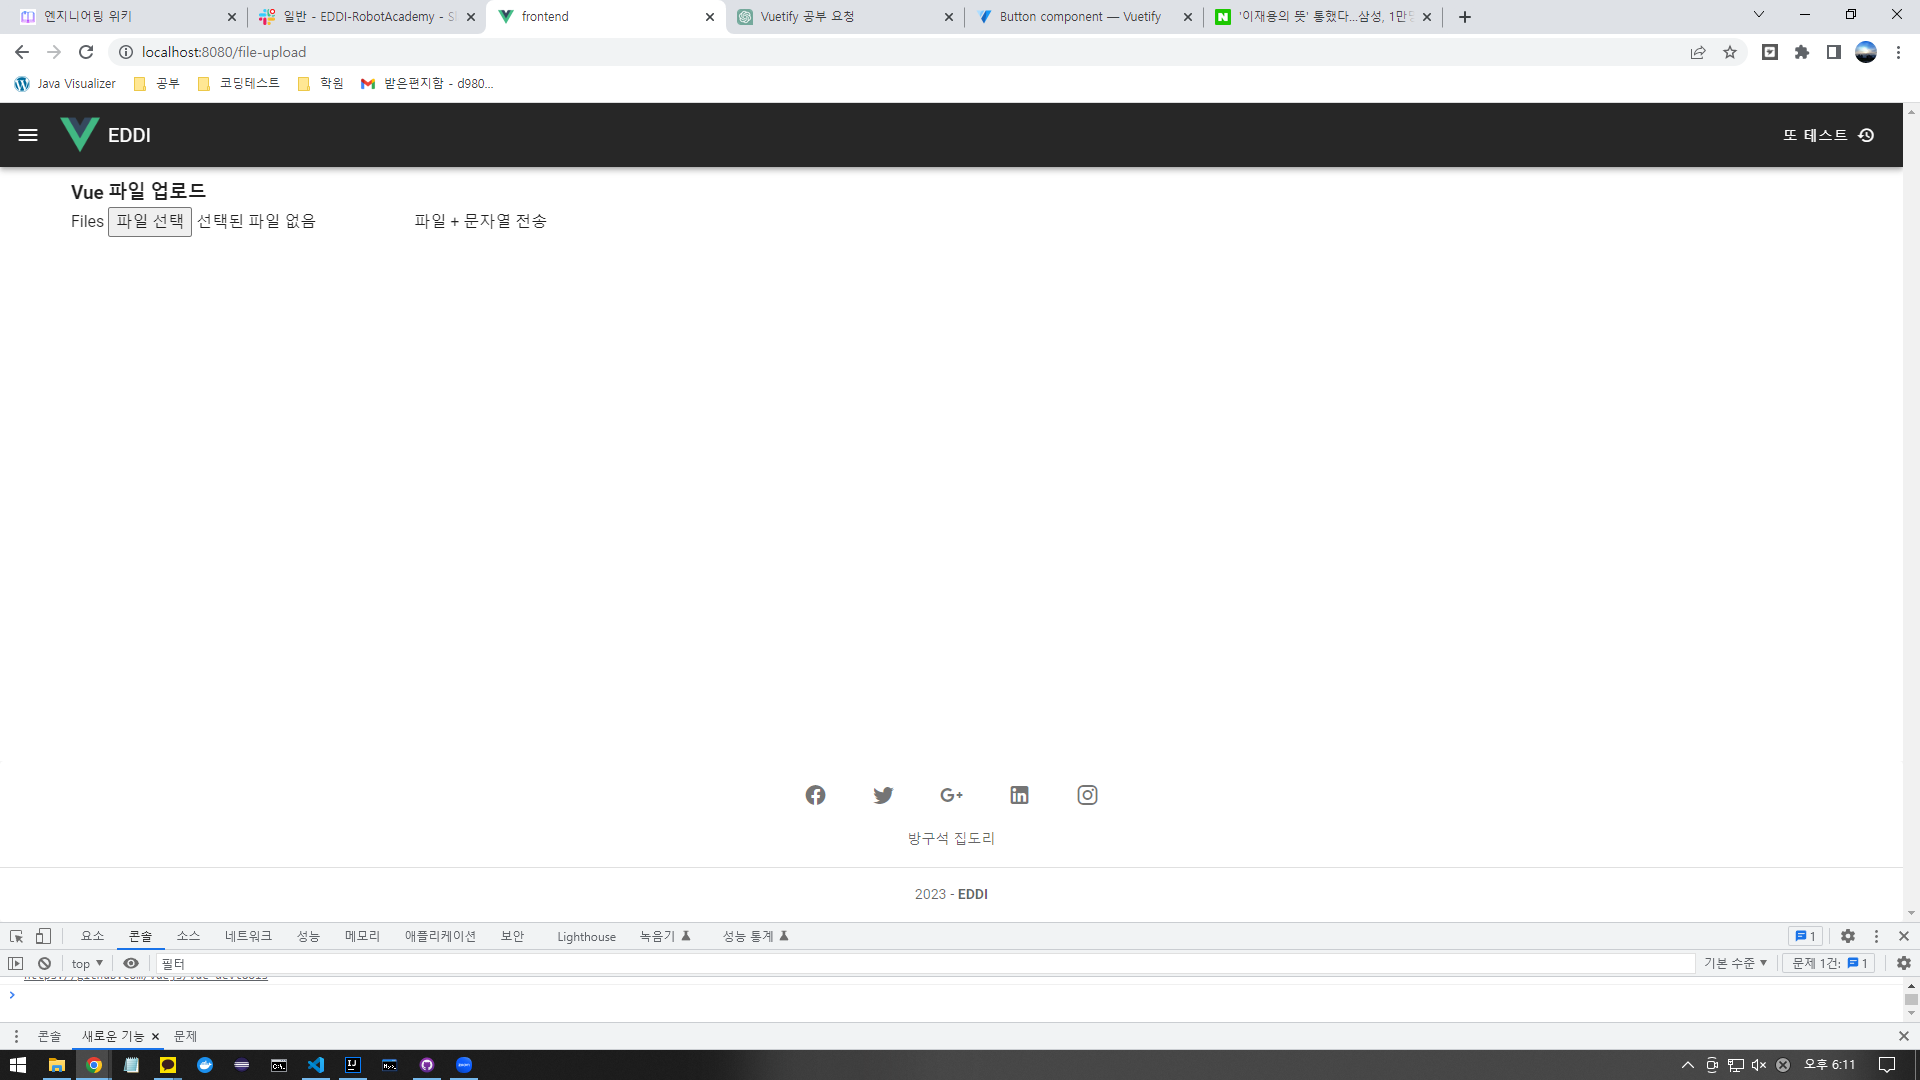 엔지니어링 위키
일반 - EDDI-RobotAcademy - Sl
frontend
Vuetify 공부 요청
Button component — Vuetify
'이재용의 뜻' 통했다...삼성, 1만
localhost:8080/file-upload
Java Visualizer
공부
코딩테스트
학원
받은편지함 - d980...
EDDI
또 테스트
Vue 파일 업로드
Files 파일 선택 선택된 파일 없음
파일 + 문자열 전송
방구석 집도리
2023 - EDDI
요소
콘솔
소스
네트워크
성능
메모리
애플리케이션
보안
Lighthouse
녹음기
성능 통계
1
top
필터
기본 수준
문제 1건: 1
https://github.com/vuejs/vue-devtools
콘솔
새로운 기능
문제
오후 6:11